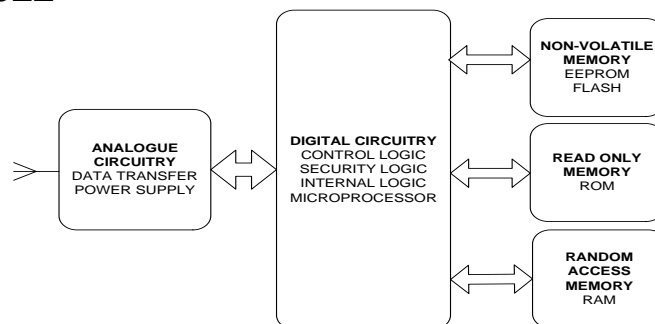 ANALOGUE
CIRCUITRY
DATA TRANSFER
POWER SUPPLY
DIGITAL CIRCUITRY
CONTROL LOGIC
SECURITY LOGIC
INTERNAL LOGIC
MICROPROCESSOR
NON-VOLATILE
MEMORY
EEPROM
FLASH
READ ONLY
MEMORY
ROM
RANDOM
ACCESS
MEMORY
RAM